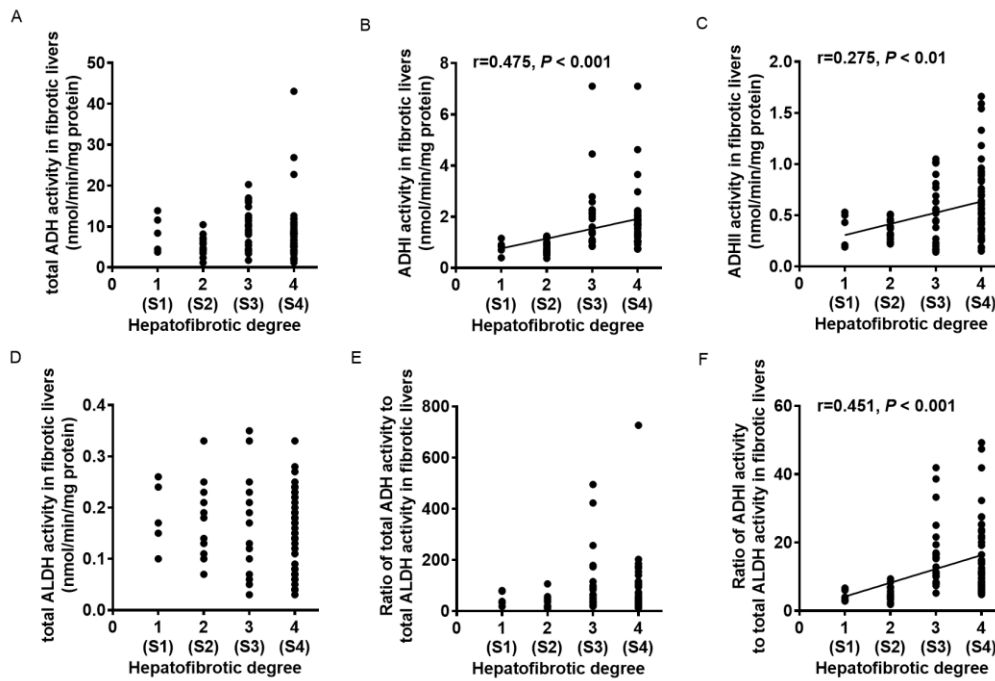 A
total ADH activity in fibrotic livers
(nmol/min/mg protein)
50
40
30
20
10
0
0 1 2 3 4
(S1) (S2) (S3) (S4)
Hepatofibrotic degree
B
r=0.475, P < 0.001
ADHI activity in fibrotic livers
(nmol/min/mg protein)
8
6
4
2
0
0 1 2 3 4
(S1) (S2) (S3) (S4)
Hepatofibrotic degree
C
r=0.275, P < 0.01
ADHII activity in fibrotic livers
(nmol/min/mg protein)
2.0
1.5
1.0
0.5
0.0
0 1 2 3 4
(S1) (S2) (S3) (S4)
Hepatofibrotic degree
D
total ALDH activity in fibrotic livers
(nmol/min/mg protein)
0.4
0.3
0.2
0.1
0.0
0 1 2 3 4
(S1) (S2) (S3) (S4)
Hepatofibrotic degree
E
Ratio of total ADH activity to
total ALDH activity in fibrotic livers
800
600
400
200
0
0 1 2 3 4
(S1) (S2) (S3) (S4)
Hepatofibrotic degree
F
r=0.451, P < 0.001
Ratio of ADHI activity
to total ALDH activity in fibrotic livers
60
40
20
0
0 1 2 3 4
(S1) (S2) (S3) (S4)
Hepatofibrotic degree